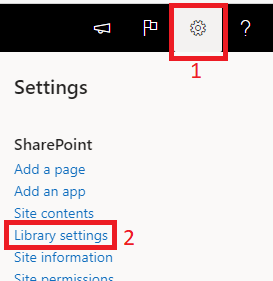 ?
1
Settings
SharePoint
Add a page
Add an app
Site contents
Library settings 2
Site information
Site permissions